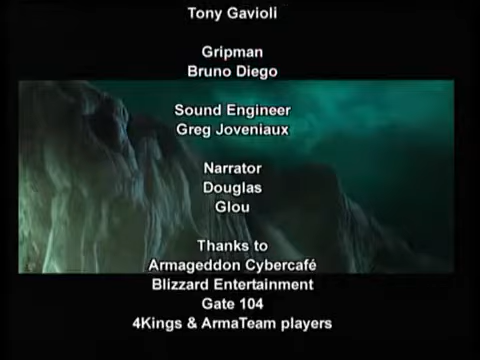 Tony Gavioli
Gripman
Bruno Diego
Sound Engineer
Greg Joveniaux
Narrator
Douglas
Glou
Thanks to
Armageddon Cybercafé
Blizzard Entertainment
Gate 104
4Kings & ArmaTeam players